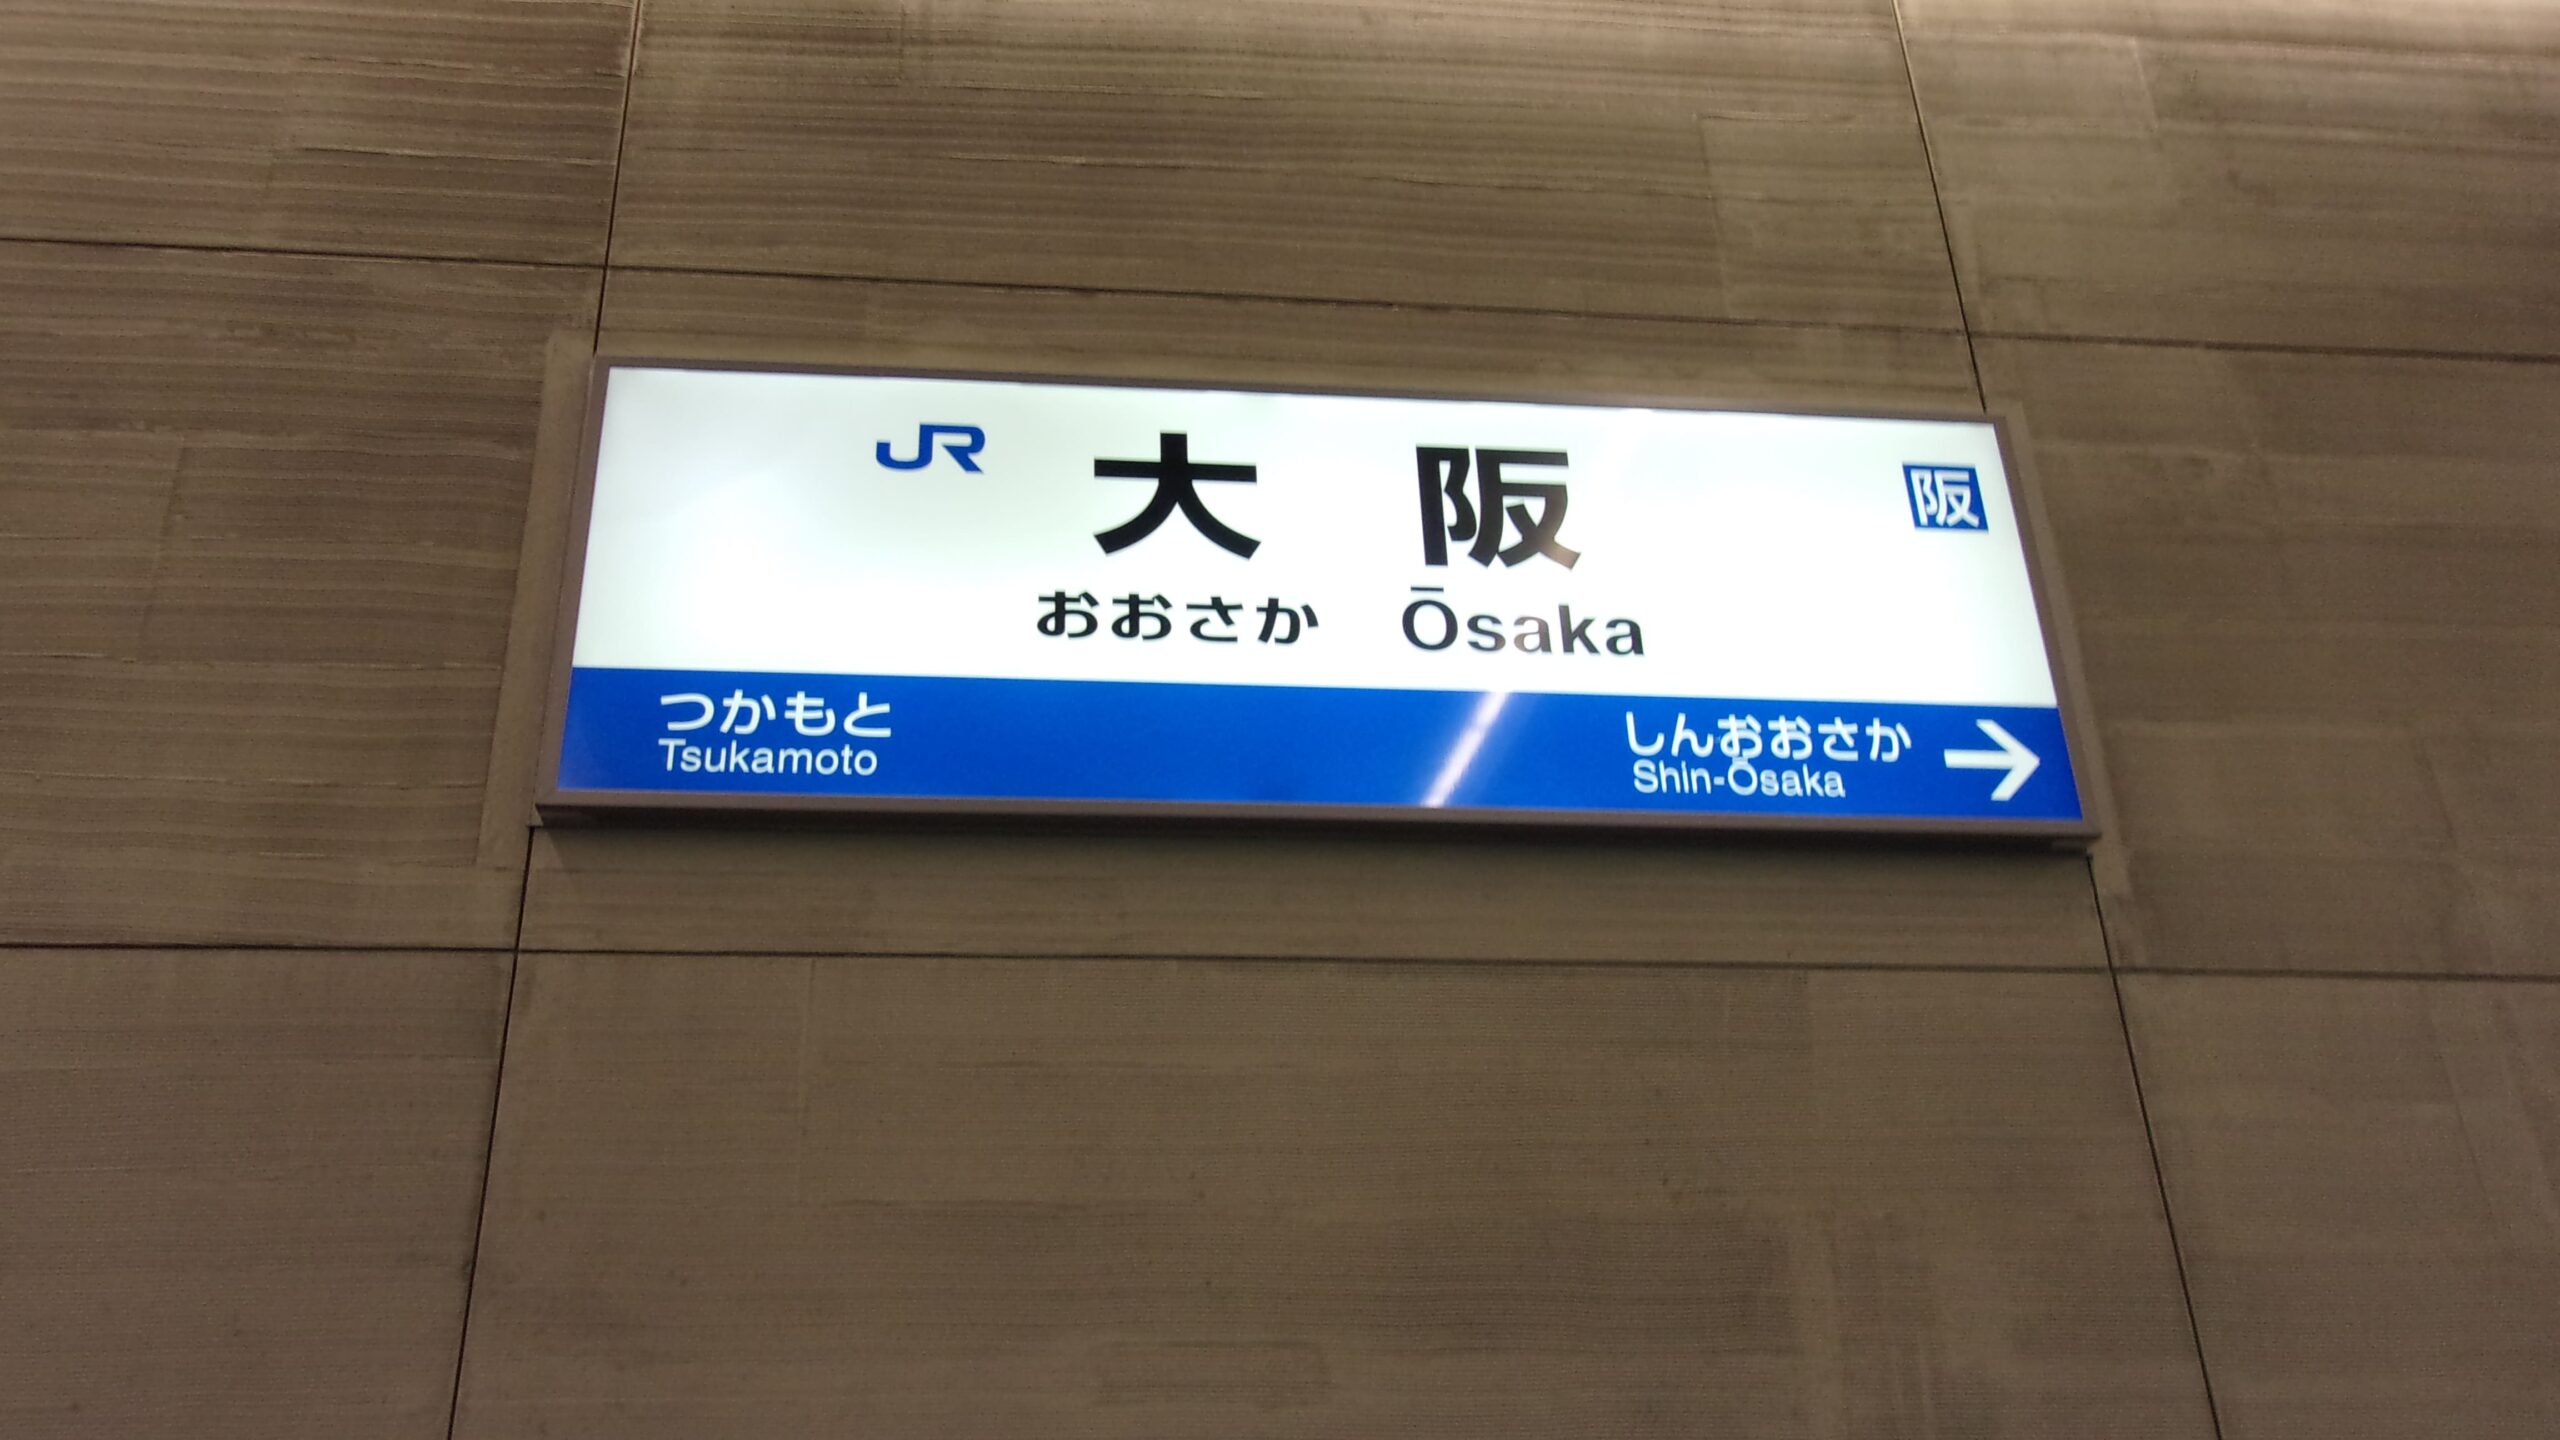 JR 大阪 阪
おおさか Ōsaka
つかもと
Tsukamoto
しんおおさか →
Shin-Ōsaka